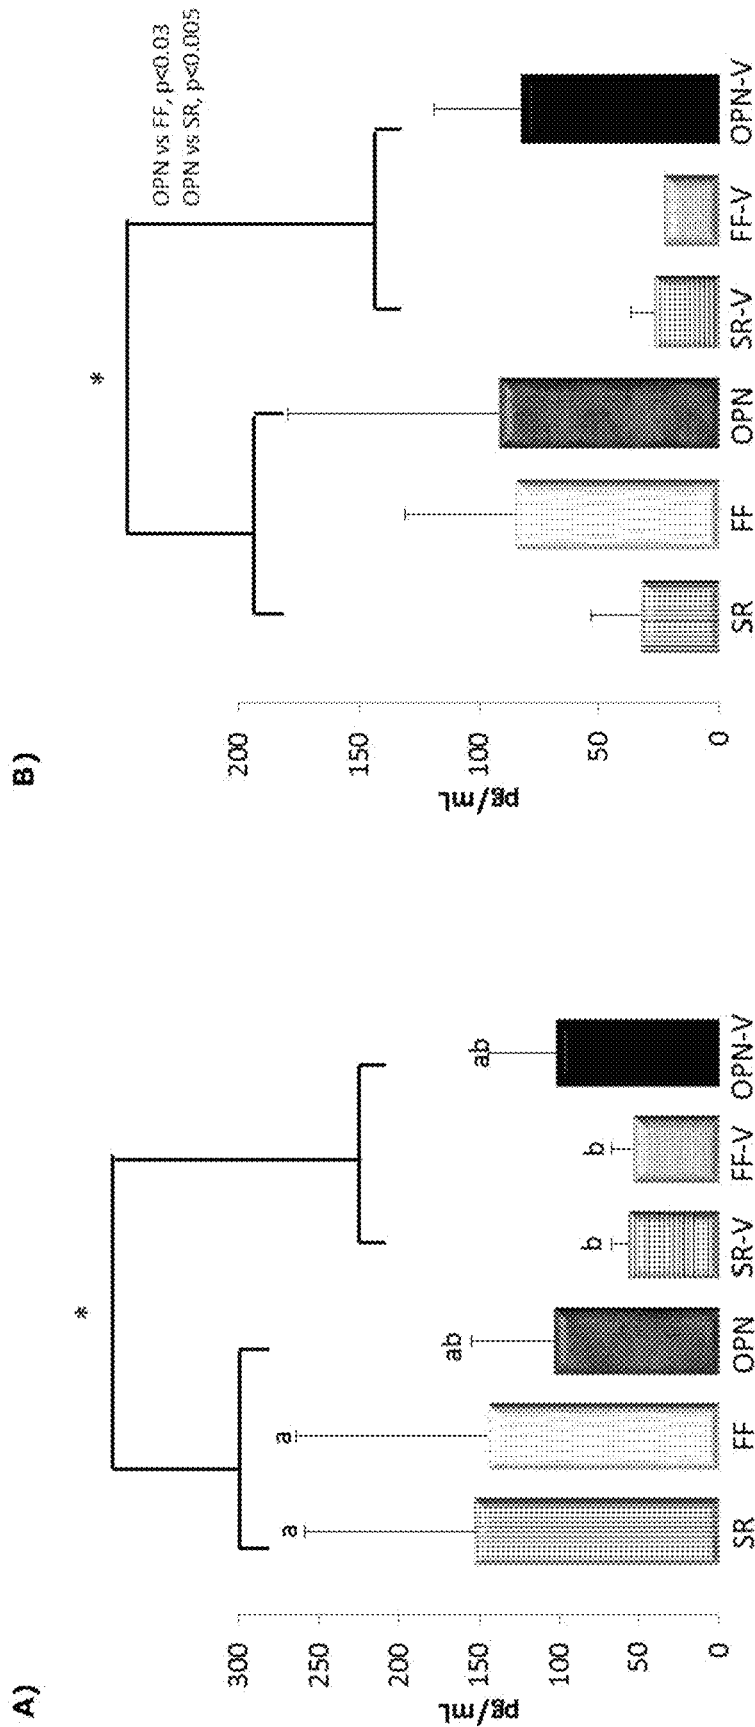 A)
300
250
200
150
100
50
0
pg/mL
*
a
a
ab
b
b
ab
SR
FF
OPN
SR-V
FF-V
OPN-V
B)
200
150
100
50
0
pg/mL
*
OPN vs FF, p<0.03
OPN vs SR, p<0.005
SR
FF
OPN
SR-V
FF-V
OPN-V